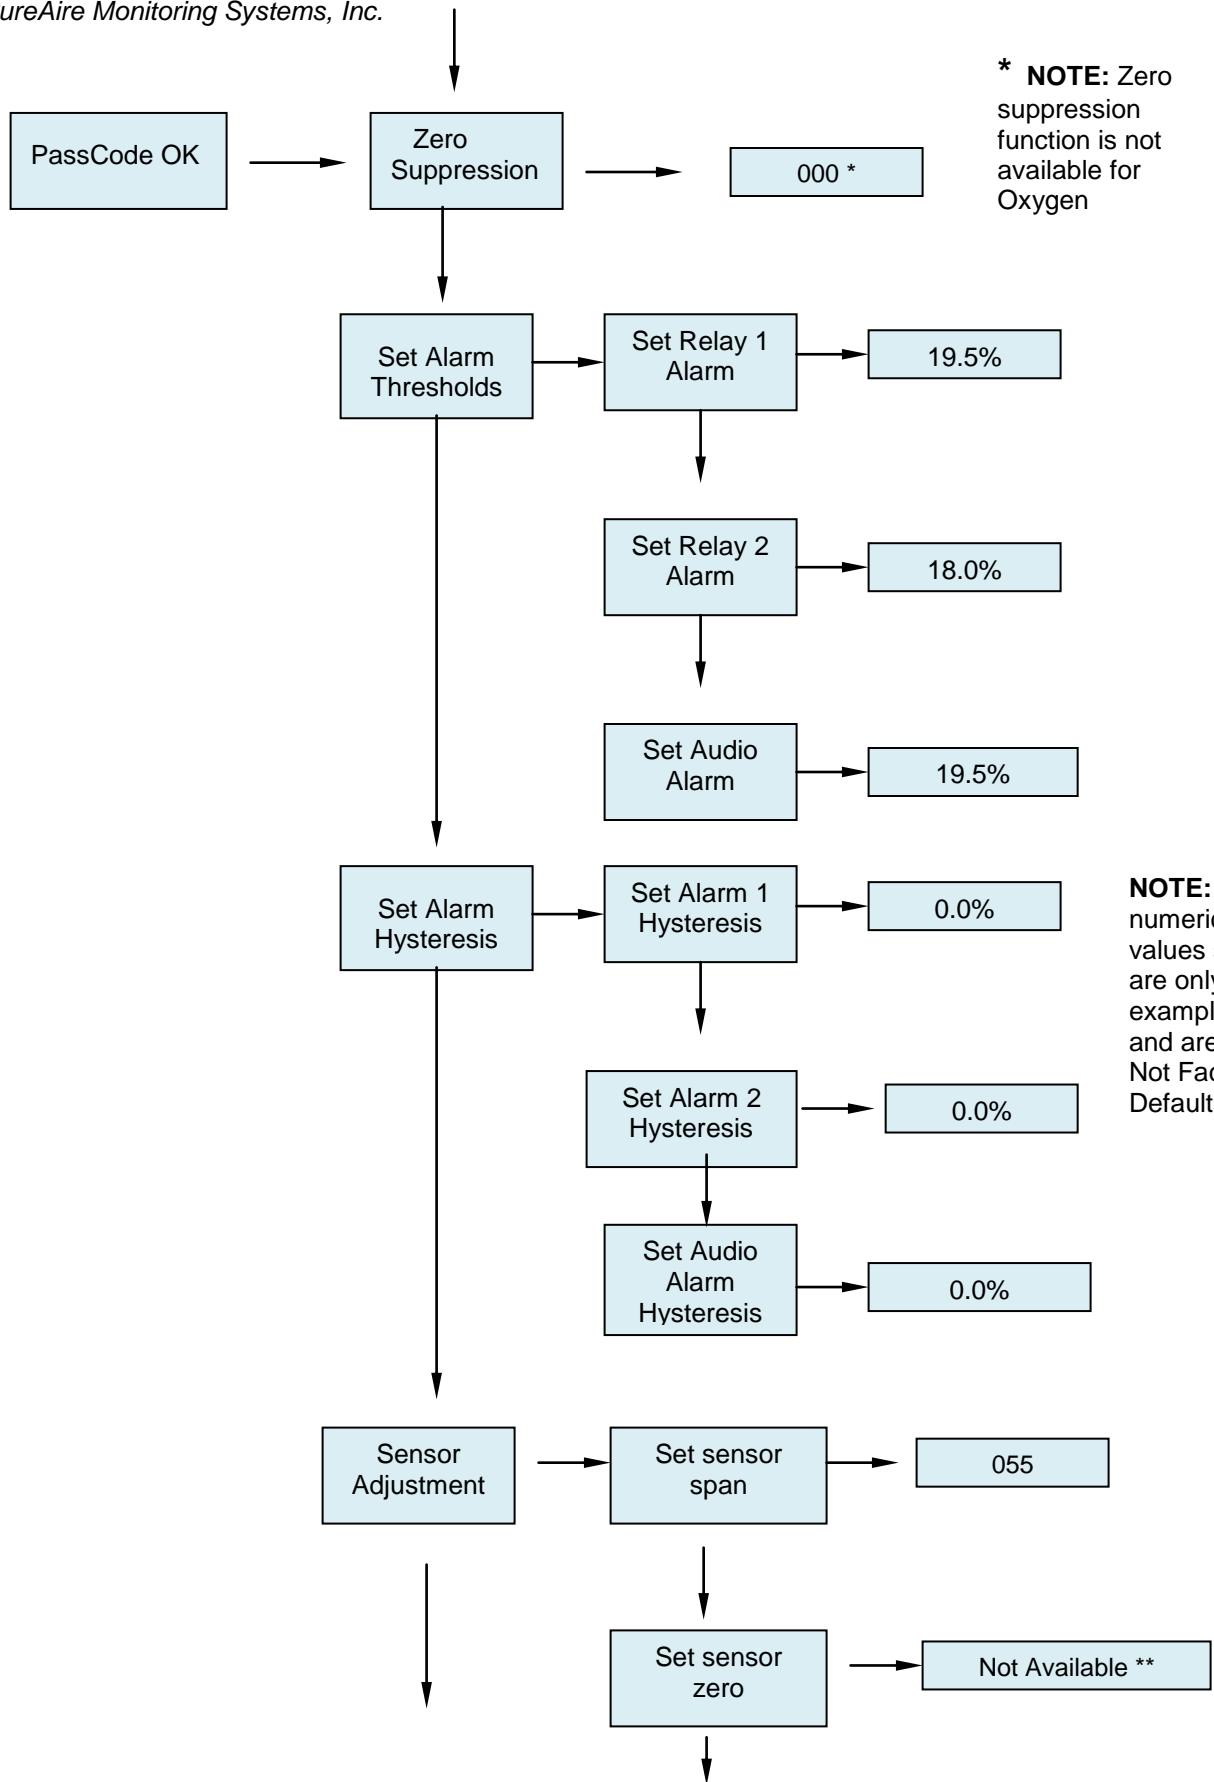 ureAire Monitoring Systems, Inc.
* NOTE: Zero
suppression
function is not
available for
Oxygen
PassCode OK
Zero
Suppression
000 *
Set Alarm
Thresholds
Set Relay 1
Alarm
19.5%
Set Relay 2
Alarm
18.0%
Set Audio
Alarm
19.5%
Set Alarm
Hysteresis
Set Alarm 1
Hysteresis
0.0%
NOTE:
values
are only
and are
Not
Set Alarm 2
Hysteresis
0.0%
Set Audio
Alarm
Hysteresis
0.0%
Sensor
Adjustment
Set sensor
span
055
Set sensor
zero
Not Available **